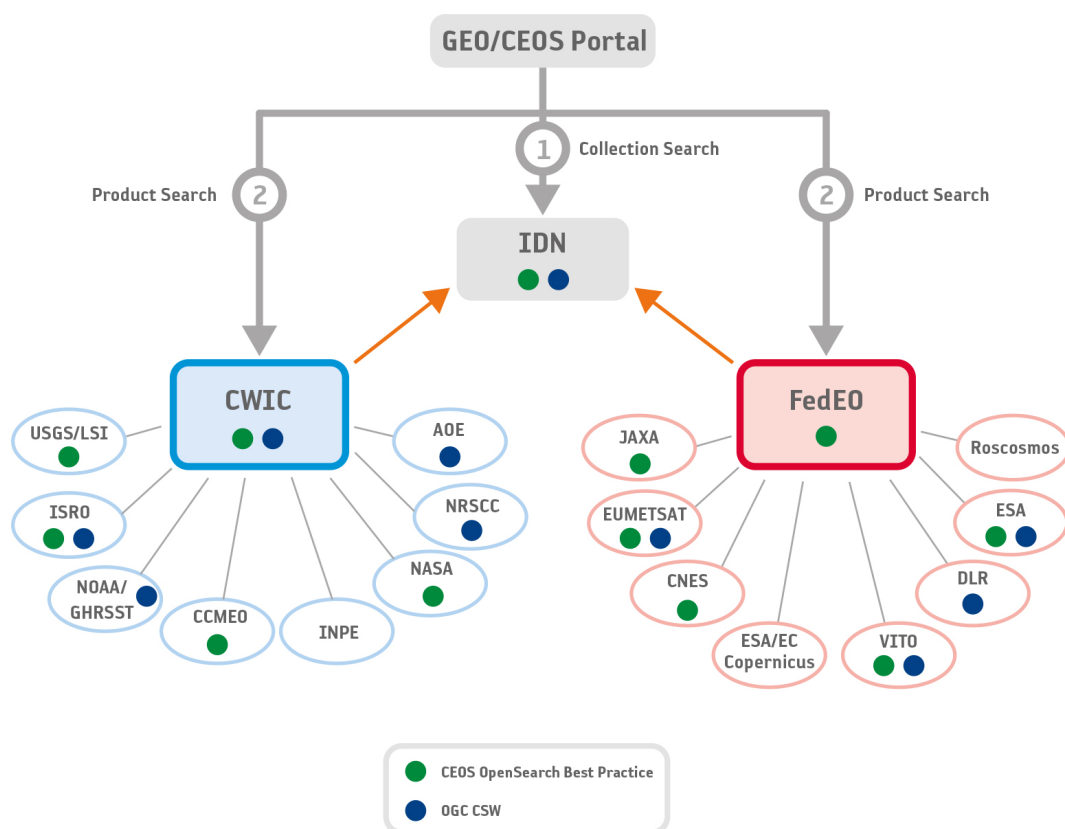 GEO/CEOS Portal
1
Collection Search
Product Search
2
2
Product Search
IDN
CWIC
FedEO
USGS/LSI
AOE
ISRO
NRSCC
NOAA/
GHRSST
NASA
CCMEO
INPE
JAXA
Roscosmos
EUMETSAT
ESA
CNES
DLR
ESA/EC
Copernicus
VITO
CEOS OpenSearch Best Practice
OGC CSW